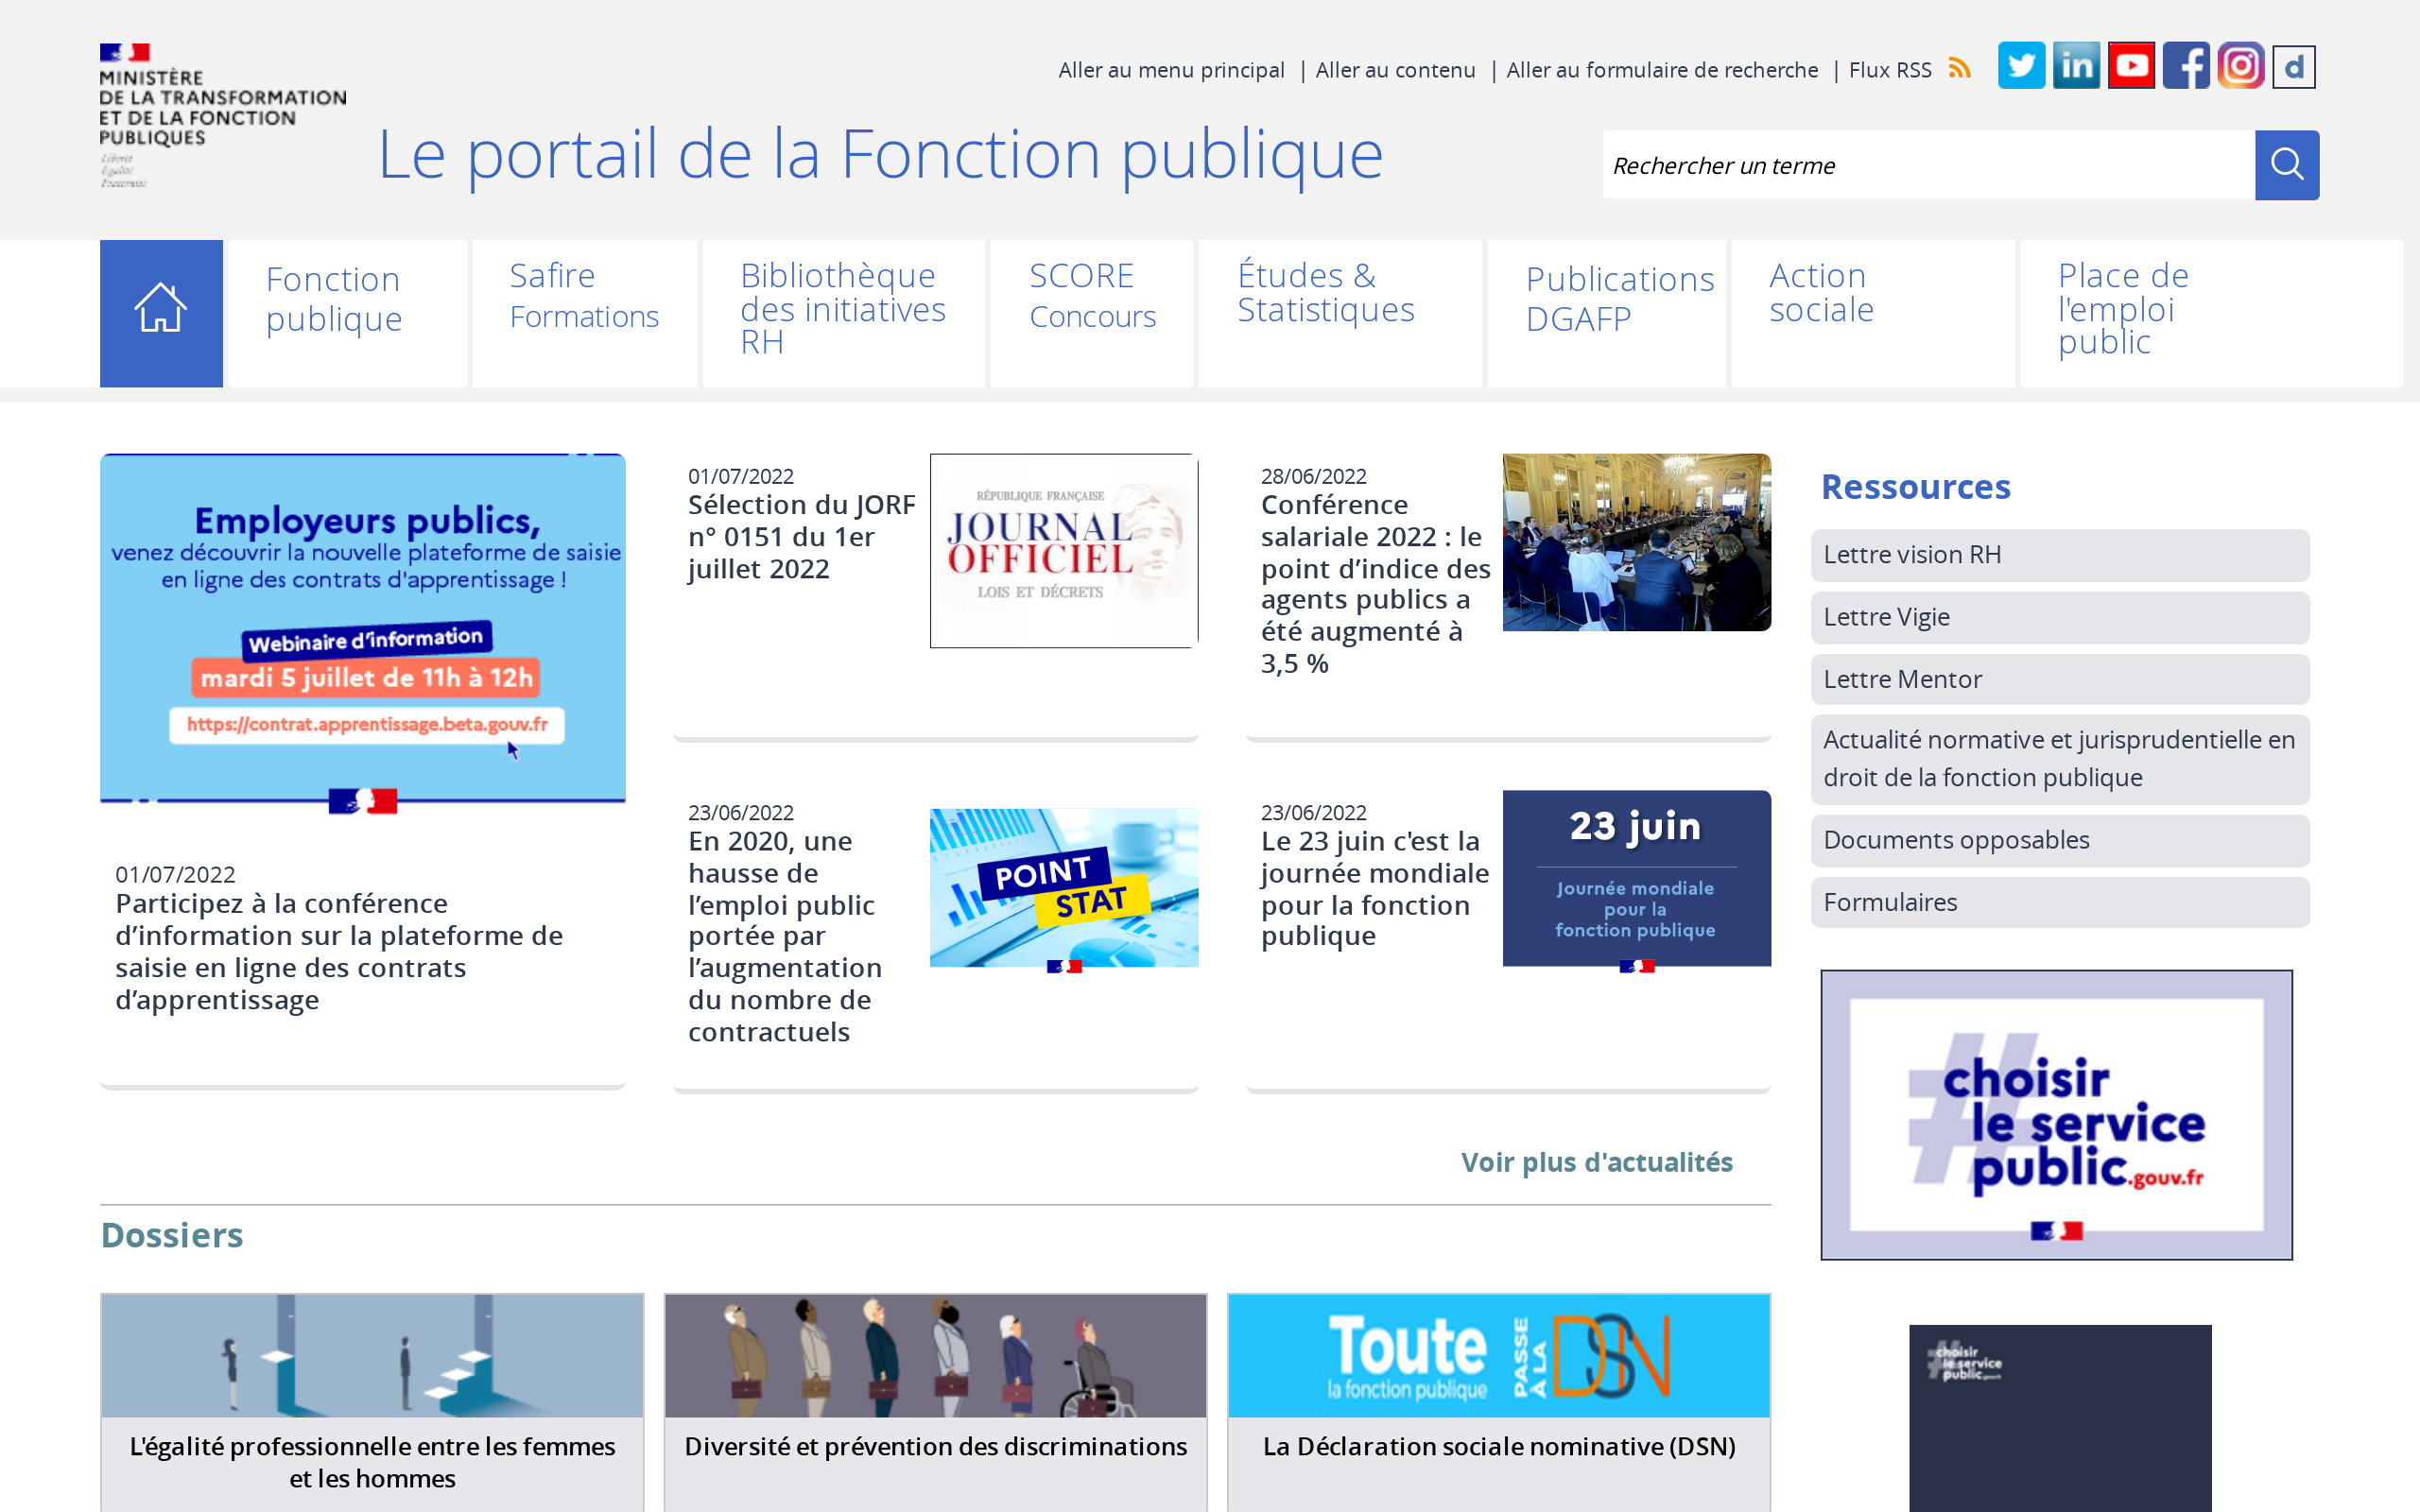 MINISTÈRE
DE LA TRANSFORMATION
ET DE LA FONCTION
PUBLIQUES
Liberté
Égalité
Fraternité
Aller au menu principal | Aller au contenu | Aller au formulaire de recherche | Flux RSS
Le portail de la Fonction publique
Rechercher un terme
Fonction
publique
Safire
Formations
Bibliothèque
des initiatives
RH
SCORE
Concours
Études &
Statistiques
Publications
DGAFP
Action
sociale
Place de
l'emploi
public
Employeurs publics,
venez découvrir la nouvelle plateforme de saisie
en ligne des contrats d'apprentissage !
Webinaire d'information
mardi 5 juillet de 11h à 12h
https://contrat.apprentissage.beta.gouv.fr
01/07/2022
Participez à la conférence
d’information sur la plateforme de
saisie en ligne des contrats
d’apprentissage
01/07/2022
Sélection du JORF
n° 0151 du 1er
juillet 2022
RÉPUBLIQUE FRANÇAISE
JOURNAL
OFFICIEL
LOIS ET DÉCRETS
28/06/2022
Conférence
salariale 2022 : le
point d’indice des
agents publics a
été augmenté à
3,5 %
23/06/2022
En 2020, une
hausse de
l’emploi public
portée par
l’augmentation
du nombre de
contractuels
POINT
STAT
23/06/2022
Le 23 juin c'est la
journée mondiale
pour la fonction
publique
23 juin
Journée mondiale
pour la
fonction publique
Voir plus d'actualités
Ressources
Lettre vision RH
Lettre Vigie
Lettre Mentor
Actualité normative et jurisprudentielle en
droit de la fonction publique
Documents opposables
Formulaires
#choisir
le service
public.gouv.fr
#choisir
le service
public.gouv.fr
Dossiers
L'égalité professionnelle entre les femmes
et les hommes
Diversité et prévention des discriminations
Toute
la fonction publique
PASSE
À LA
DSN
La Déclaration sociale nominative (DSN)